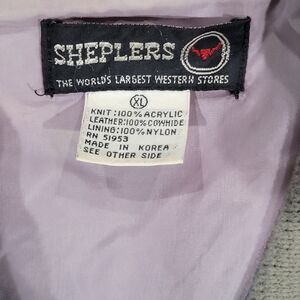 SHEPLERS
THE WORLD'S LARGEST WESTERN STORES
XL
KNIT:100% ACRYLIC
LEATHER:100% COWHIDE
LINING:100% NYLON
RN 51953
MADE IN KOREA
SEE OTHER SIDE